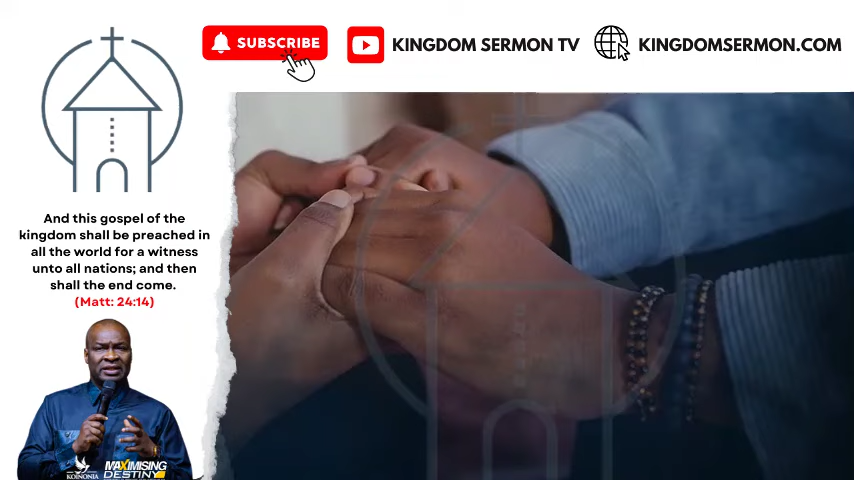 SUBSCRIBE
KINGDOM SERMON TV
KINGDOMSERMON.COM
And this gospel of the
kingdom shall be preached in
all the world for a witness
unto all nations; and then
shall the end come.
(Matt: 24:14)
KOINONIA
MAXIMISING
DESTINY